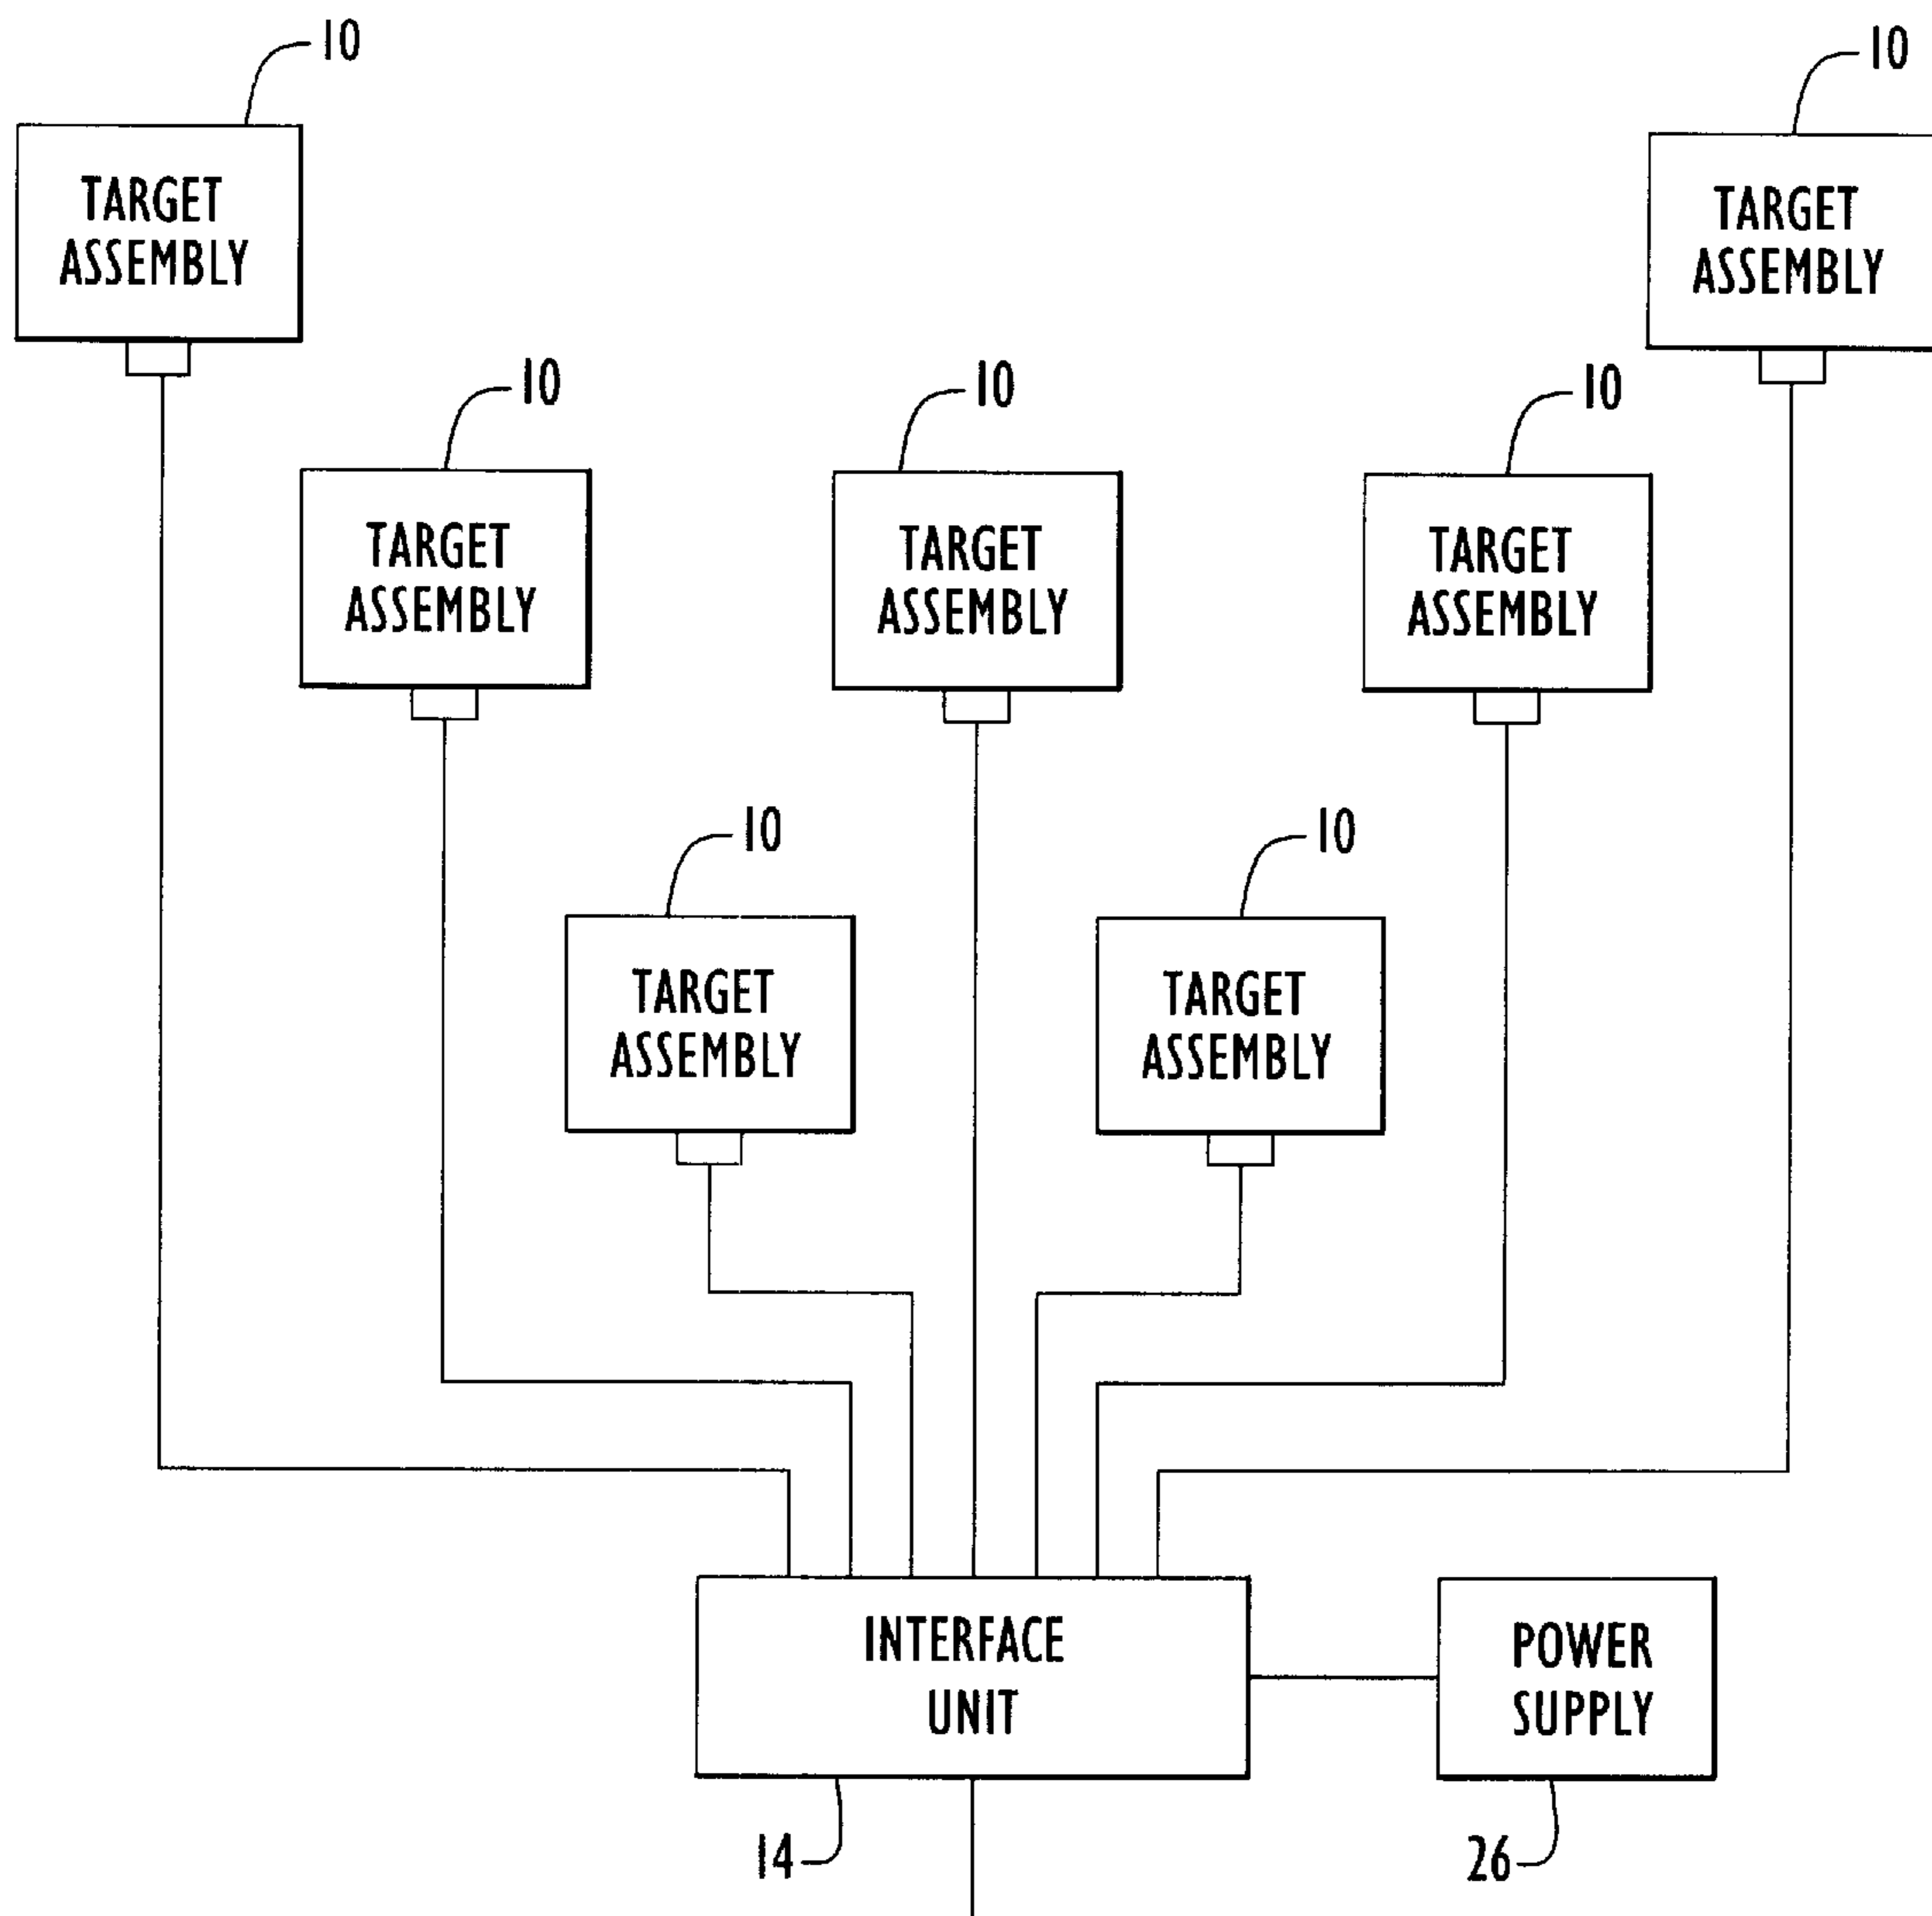 10
10
TARGET
ASSEMBLY
TARGET
ASSEMBLY
10
10
10
TARGET
ASSEMBLY
TARGET
ASSEMBLY
TARGET
ASSEMBLY
10
10
TARGET
ASSEMBLY
TARGET
ASSEMBLY
INTERFACE
UNIT
POWER
SUPPLY
14
26